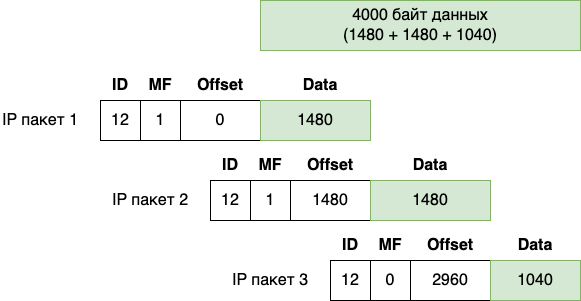 4000 байт данных
(1480 + 1480 + 1040)
ID MF Offset Data
IP пакет 1 12 1 0 1480
ID MF Offset Data
IP пакет 2 12 1 1480 1480
ID MF Offset Data
IP пакет 3 12 0 2960 1040